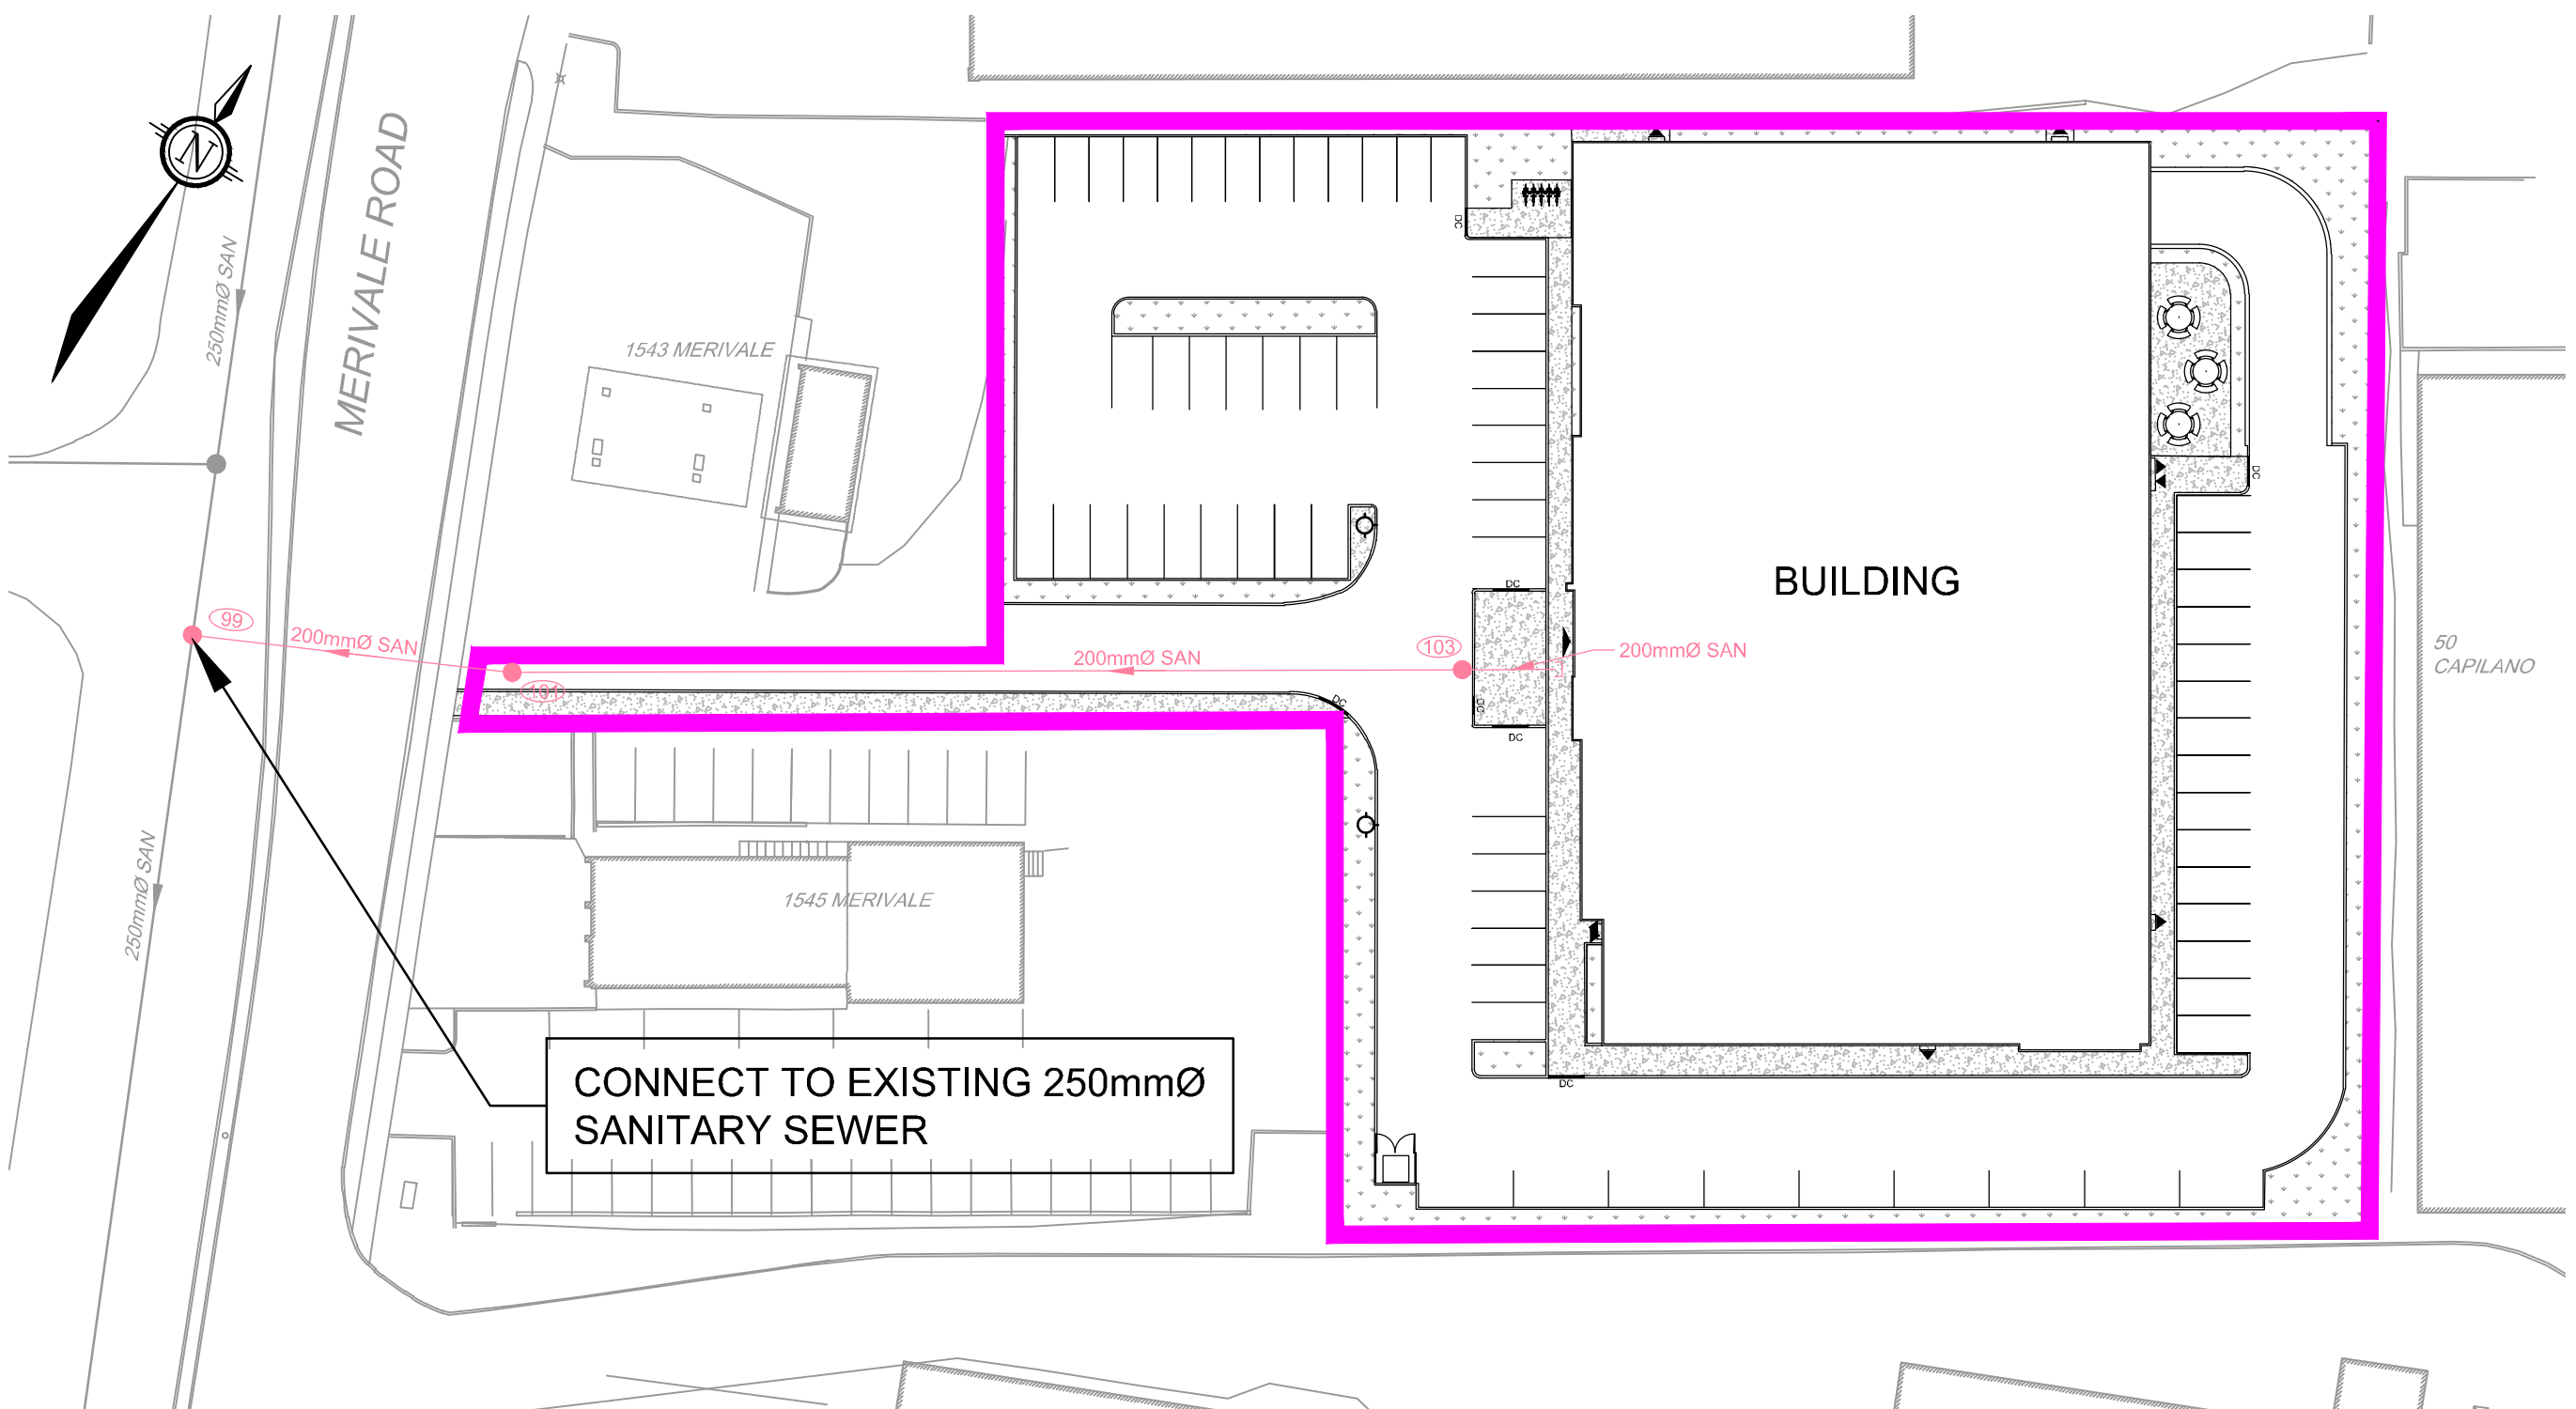 N
MERIVALE ROAD
250mmØ SAN
1543 MERIVALE
DC
DC
BUILDING
DC
99
200mmØ SAN
101
200mmØ SAN
103
200mmØ SAN
50
CAPILANO
DC
DC
DC
250mmØ SAN
1545 MERIVALE
CONNECT TO EXISTING 250mmØ
SANITARY SEWER
DC